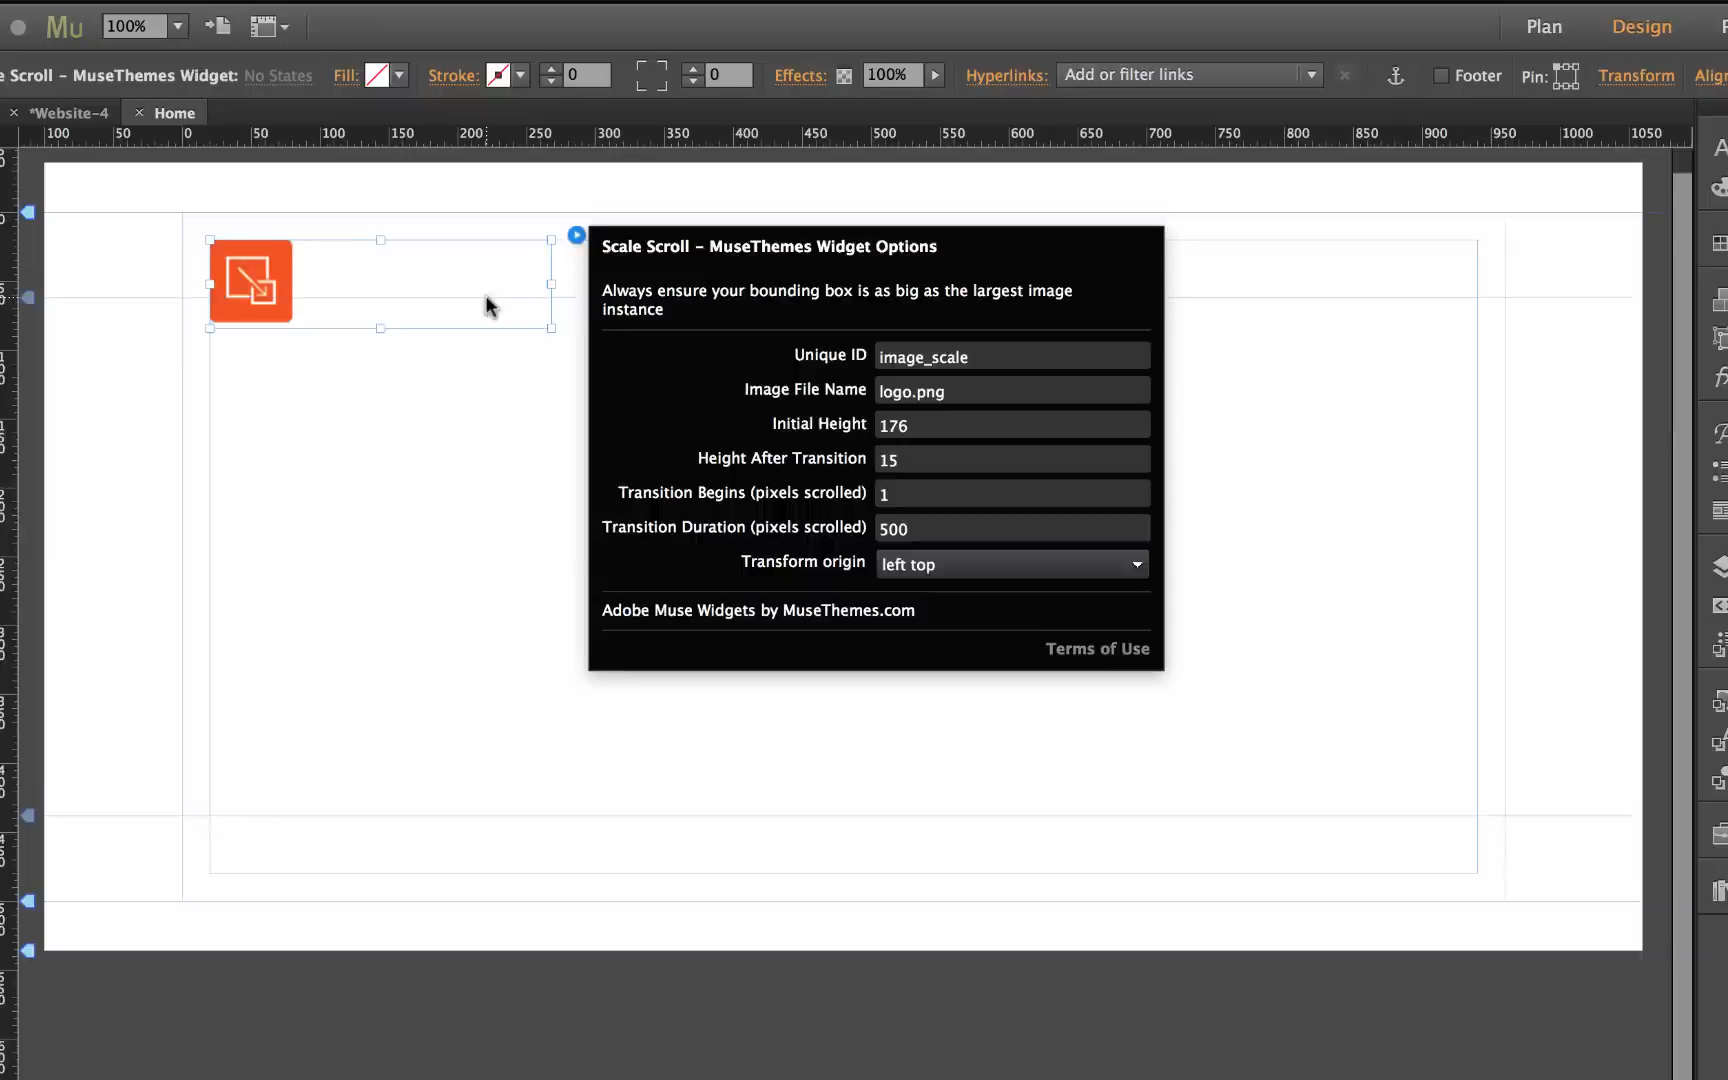 Mu 100% Plan Design
e Scroll - MuseThemes Widget: No States Fill: Stroke: 0 0 Effects: 100% Hyperlinks: Add or filter links Footer Pin: Transform Alig
*Website-4 Home
100 50 0 50 100 150 200 250 300 350 400 450 500 550 600 650 700 750 800 850 900 950 1000 1050
Scale Scroll - MuseThemes Widget Options
Always ensure your bounding box is as big as the largest image
instance
Unique ID image_scale
Image File Name logo.png
Initial Height 176
Height After Transition 15
Transition Begins (pixels scrolled) 1
Transition Duration (pixels scrolled) 500
Transform origin left top
Adobe Muse Widgets by MuseThemes.com
Terms of Use